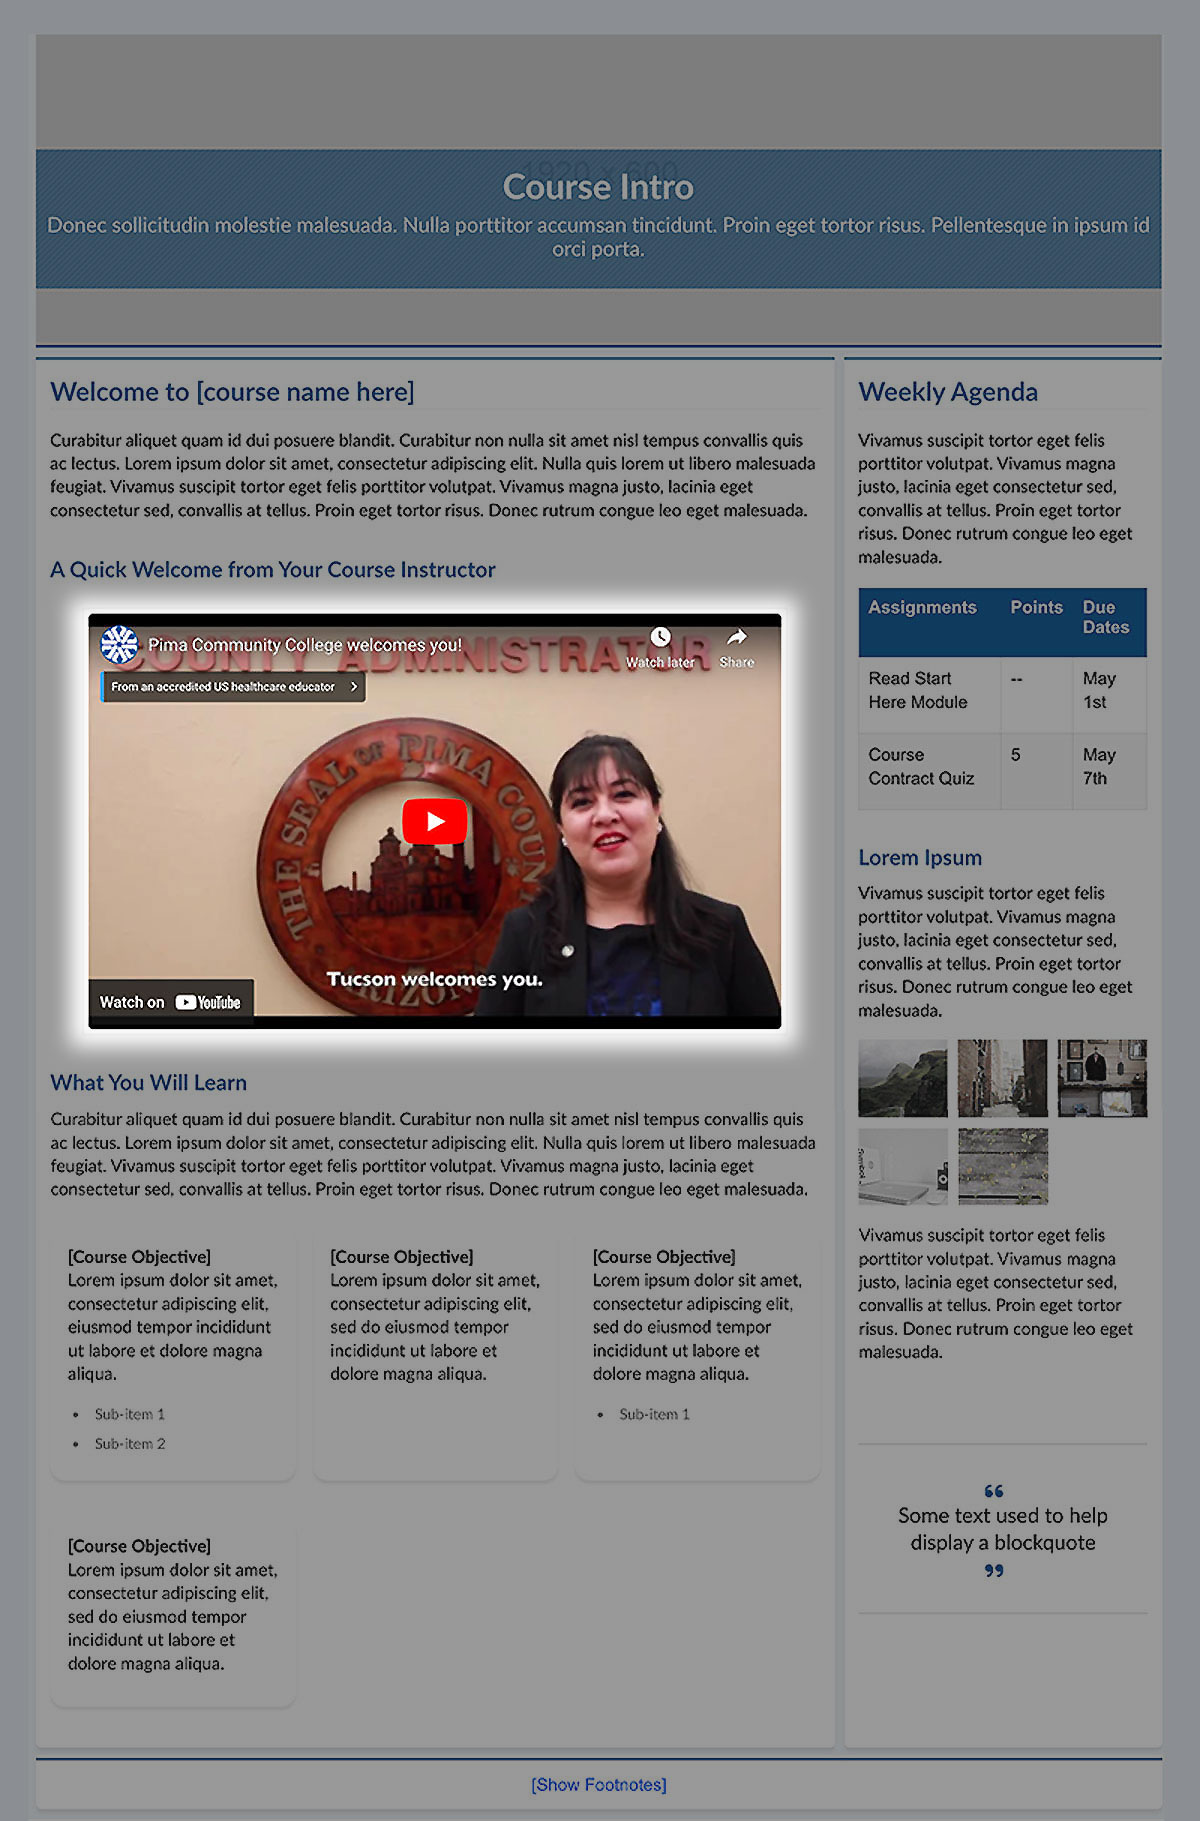 1920 x 600
Course Intro
Donec sollicitudin molestie malesuada. Nulla porttitor accumsan tincidunt. Proin eget tortor risus. Pellentesque in ipsum id
orci porta.
Welcome to [course name here]
Curabitur aliquet quam id dui posuere blandit. Curabitur non nulla sit amet nisl tempus convallis quis
ac lectus. Lorem ipsum dolor sit amet, consectetur adipiscing elit. Nulla quis lorem ut libero malesuada
feugiat. Vivamus suscipit tortor eget felis porttitor volutpat. Vivamus magna justo, lacinia eget
consectetur sed, convallis at tellus. Proin eget tortor risus. Donec rutrum congue leo eget malesuada.
A Quick Welcome from Your Course Instructor
COUNTY ADMINISTRATOR
Pima Community College welcomes you!
Watch later
Share
From an accredited US healthcare educator
THE SEAL OF PIMA COUN
ARIZON
Tucson welcomes you.
Watch on YouTube
What You Will Learn
Curabitur aliquet quam id dui posuere blandit. Curabitur non nulla sit amet nisl tempus convallis quis
ac lectus. Lorem ipsum dolor sit amet, consectetur adipiscing elit. Nulla quis lorem ut libero malesuada
feugiat. Vivamus suscipit tortor eget felis porttitor volutpat. Vivamus magna justo, lacinia eget
consectetur sed, convallis at tellus. Proin eget tortor risus. Donec rutrum congue leo eget malesuada.
[Course Objective]
Lorem ipsum dolor sit amet,
consectetur adipiscing elit,
eiusmod tempor incididunt
ut labore et dolore magna
aliqua.
• Sub-item 1
• Sub-item 2
[Course Objective]
Lorem ipsum dolor sit amet,
consectetur adipiscing elit,
sed do eiusmod tempor
incididunt ut labore et
dolore magna aliqua.
[Course Objective]
Lorem ipsum dolor sit amet,
consectetur adipiscing elit,
sed do eiusmod tempor
incididunt ut labore et
dolore magna aliqua.
• Sub-item 1
[Course Objective]
Lorem ipsum dolor sit amet,
consectetur adipiscing elit,
sed do eiusmod tempor
incididunt ut labore et
dolore magna aliqua.
Weekly Agenda
Vivamus suscipit tortor eget felis
porttitor volutpat. Vivamus magna
justo, lacinia eget consectetur sed,
convallis at tellus. Proin eget tortor
risus. Donec rutrum congue leo eget
malesuada.
Assignments Points Due
Dates
Read Start -- May
Here Module 1st
Course 5 May
Contract Quiz 7th
Lorem Ipsum
Vivamus suscipit tortor eget felis
porttitor volutpat. Vivamus magna
justo, lacinia eget consectetur sed,
convallis at tellus. Proin eget tortor
risus. Donec rutrum congue leo eget
malesuada.
Vivamus suscipit tortor eget felis
porttitor volutpat. Vivamus magna
justo, lacinia eget consectetur sed,
convallis at tellus. Proin eget tortor
risus. Donec rutrum congue leo eget
malesuada.
“
Some text used to help
display a blockquote
”
[Show Footnotes]